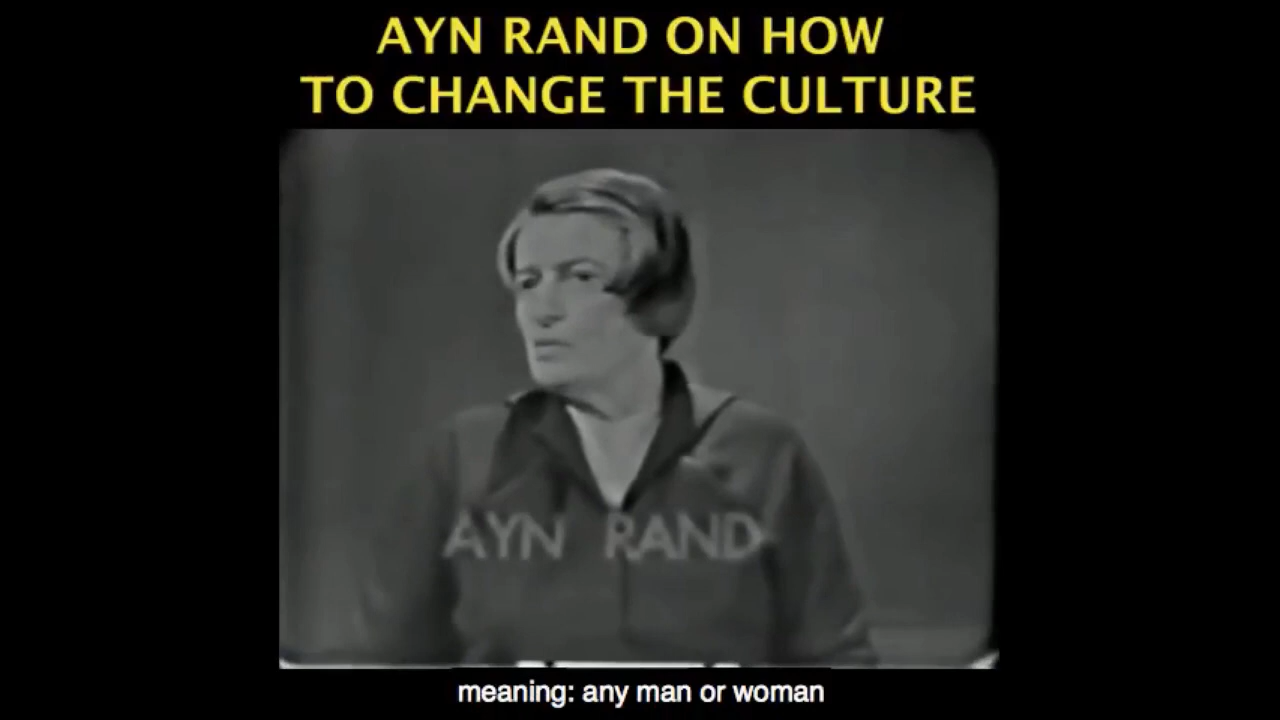 AYN RAND ON HOW
TO CHANGE THE CULTURE
AYN RAND
meaning: any man or woman